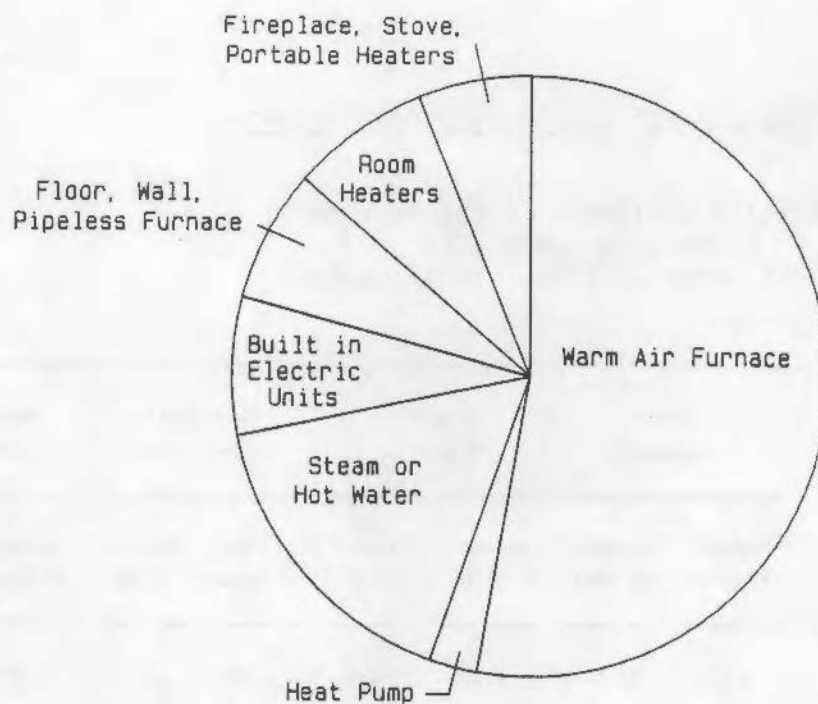 Fireplace, Stove,
Portable Heaters
Room
Heaters
Floor, Wall,
Pipeless Furnace
Warm Air Furnace
Built in
Electric
Units
Steam or
Hot Water
Heat Pump